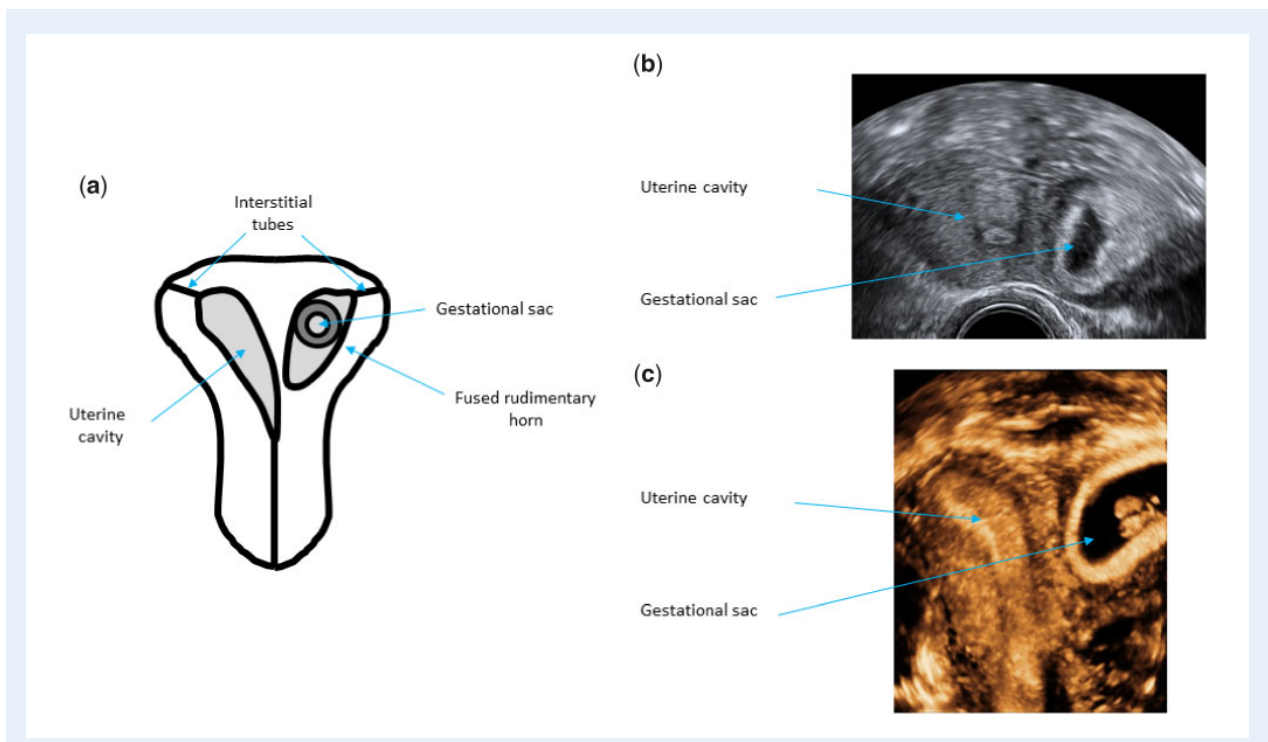 (a)
Interstitial
tubes
Gestational sac
Fused rudimentary
horn
Uterine
cavity
(b)
Uterine cavity
Gestational sac
(c)
Uterine cavity
Gestational sac